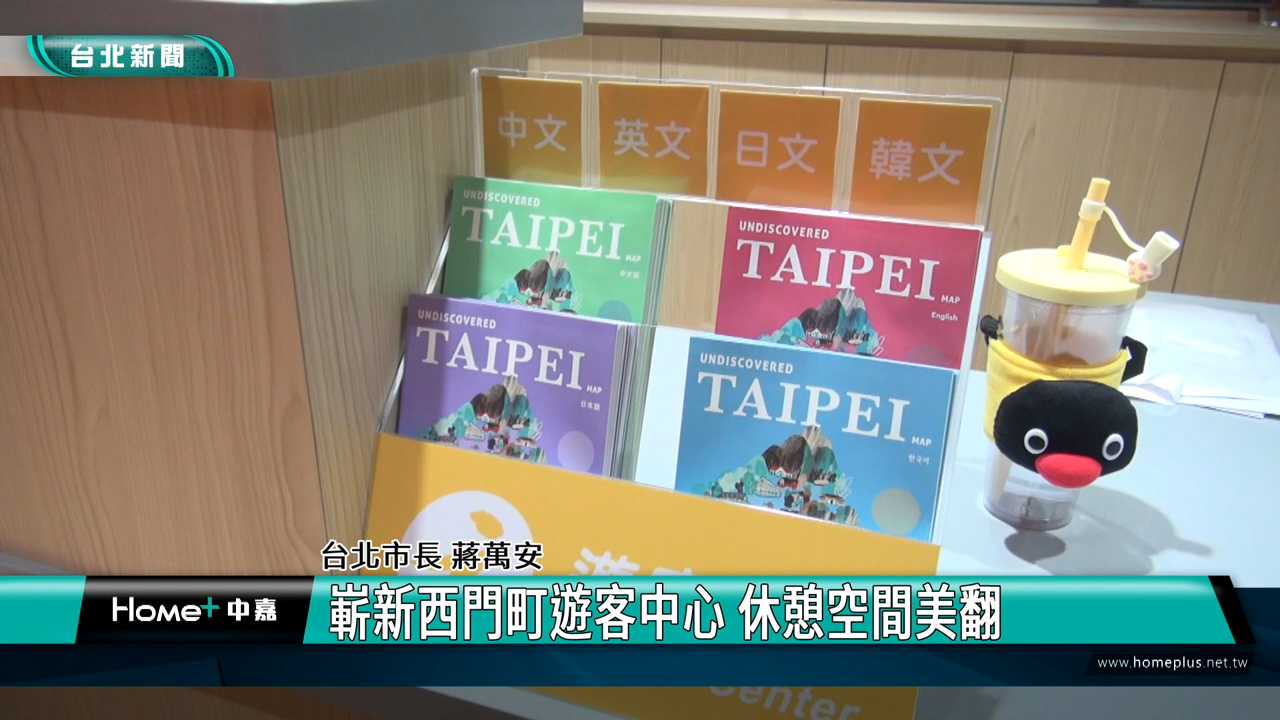 台北新聞
中文 英文 日文 韓文
UNDISCOVERED
TAIPEI
MAP
中文版
UNDISCOVERED
TAIPEI
MAP
English
UNDISCOVERED
TAIPEI
MAP
日本語
UNDISCOVERED
TAIPEI
MAP
한국어
台北市長 蔣萬安
Home+ 中嘉
嶄新西門町遊客中心 休憩空間美翻
www.homeplus.net.tw
Center